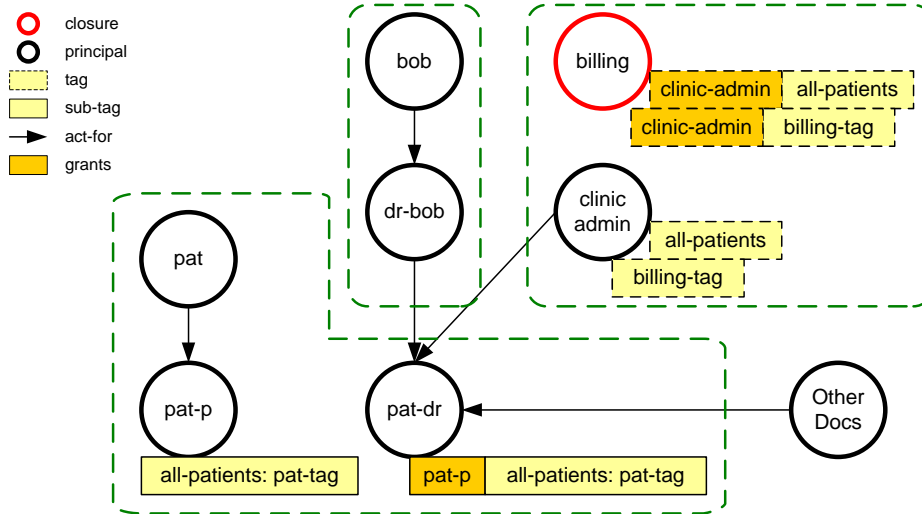 closure
principal
tag
sub-tag
act-for
grants
bob
billing
clinic-admin all-patients
clinic-admin billing-tag
dr-bob
clinic
admin
all-patients
billing-tag
pat
pat-p
pat-dr
Other
Docs
all-patients: pat-tag
pat-p all-patients: pat-tag